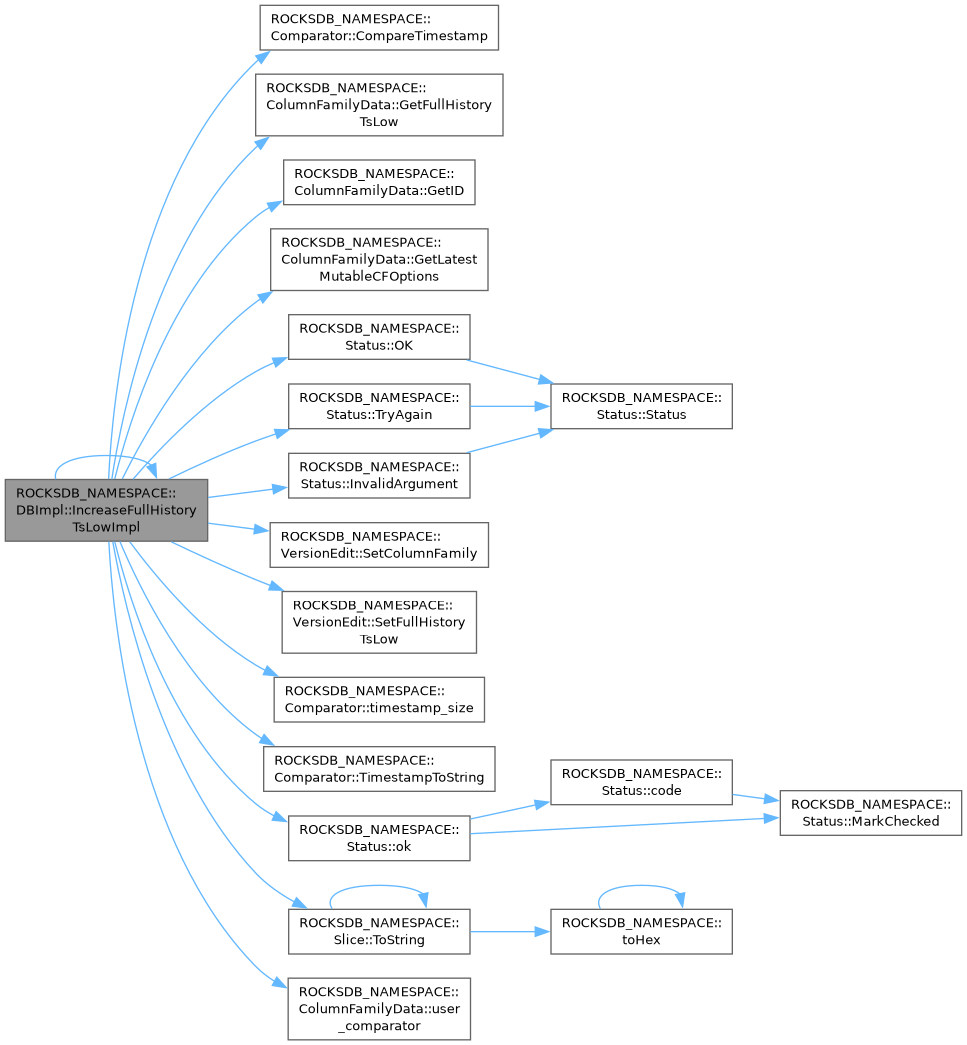 ROCKSDB_NAMESPACE::
Comparator::CompareTimestamp
ROCKSDB_NAMESPACE::
ColumnFamilyData::GetFullHistory
TsLow
ROCKSDB_NAMESPACE::
ColumnFamilyData::GetID
ROCKSDB_NAMESPACE::
ColumnFamilyData::GetLatest
MutableCFOptions
ROCKSDB_NAMESPACE::
Status::OK
ROCKSDB_NAMESPACE::
Status::TryAgain
ROCKSDB_NAMESPACE::
Status::Status
ROCKSDB_NAMESPACE::
Status::InvalidArgument
ROCKSDB_NAMESPACE::
DBImpl::IncreaseFullHistory
TsLowImpl
ROCKSDB_NAMESPACE::
VersionEdit::SetColumnFamily
ROCKSDB_NAMESPACE::
VersionEdit::SetFullHistory
TsLow
ROCKSDB_NAMESPACE::
Comparator::timestamp_size
ROCKSDB_NAMESPACE::
Comparator::TimestampToString
ROCKSDB_NAMESPACE::
Status::code
ROCKSDB_NAMESPACE::
Status::MarkChecked
ROCKSDB_NAMESPACE::
Status::ok
ROCKSDB_NAMESPACE::
Slice::ToString
ROCKSDB_NAMESPACE::
toHex
ROCKSDB_NAMESPACE::
ColumnFamilyData::user
_comparator